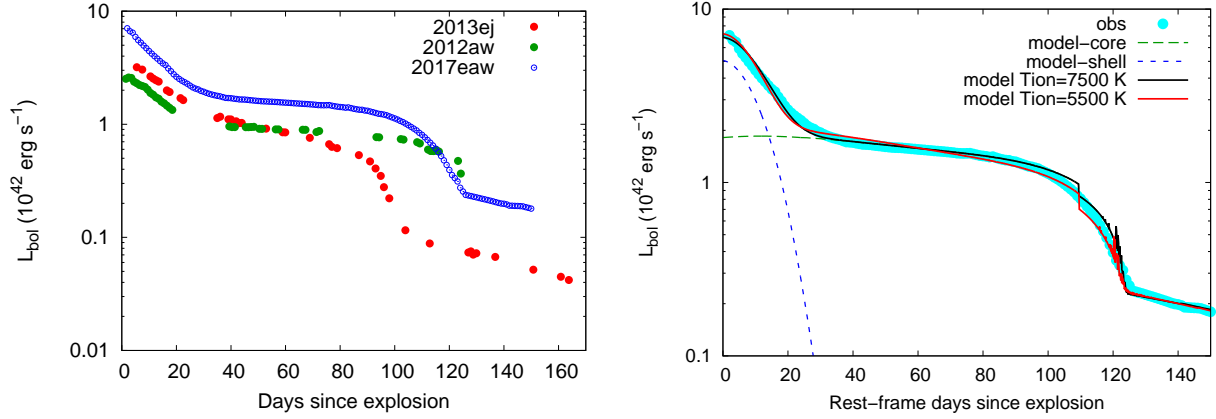 2013ej
2012aw
2017eaw
10
1
0.1
0.01
0 20 40 60 80 100 120 140 160
L_bol (10^42 erg s^-1)
Days since explosion
obs
model-core
model-shell
model Tion=7500 K
model Tion=5500 K
10
1
0.1
0 20 40 60 80 100 120 140
L_bol (10^42 erg s^-1)
Rest-frame days since explosion